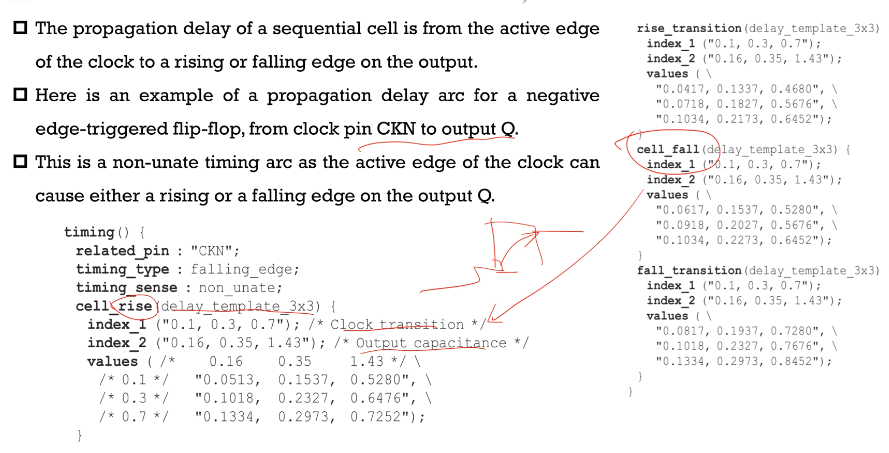 The propagation delay of a sequential cell is from the active edge
of the clock to a rising or falling edge on the output.
Here is an example of a propagation delay arc for a negative
edge-triggered flip-flop, from clock pin CKN to output Q.
This is a non-unate timing arc as the active edge of the clock can
cause either a rising or a falling edge on the output Q.
timing() {
related_pin : "CKN";
timing_type : falling_edge;
timing_sense : non_unate;
cell_rise(delay_template_3x3) {
index_1 ("0.1, 0.3, 0.7"); /* Clock transition */
index_2 ("0.16, 0.35, 1.43"); /* Output capacitance */
values ( /* 0.16 0.35 1.43 */ \
/* 0.1 */ "0.0513, 0.1537, 0.5280", \
/* 0.3 */ "0.1018, 0.2327, 0.6476", \
/* 0.7 */ "0.1334, 0.2973, 0.7252");
}
rise_transition(delay_template_3x3)
index_1 ("0.1, 0.3, 0.7");
index_2 ("0.16, 0.35, 1.43");
values ( \
"0.0417, 0.1337, 0.4680", \
"0.0718, 0.1827, 0.5676", \
"0.1034, 0.2173, 0.6452");
}
cell_fall(delay_template_3x3) {
index_1 ("0.1, 0.3, 0.7");
index_2 ("0.16, 0.35, 1.43");
values ( \
"0.0617, 0.1537, 0.5280", \
"0.0918, 0.2027, 0.5676", \
"0.1034, 0.2273, 0.6452");
}
fall_transition(delay_template_3x3)
index_1 ("0.1, 0.3, 0.7");
index_2 ("0.16, 0.35, 1.43");
values ( \
"0.0817, 0.1937, 0.7280", \
"0.1018, 0.2327, 0.7676", \
"0.1334, 0.2973, 0.8452");
}
}